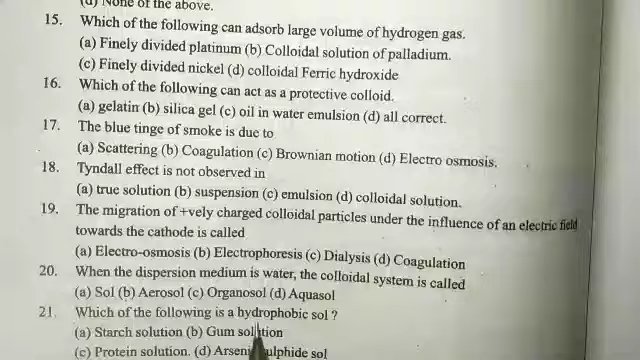 (d) None of the above.
15. Which of the following can adsorb large volume of hydrogen gas.
(a) Finely divided platinum (b) Colloidal solution of palladium.
(c) Finely divided nickel (d) colloidal Ferric hydroxide
16. Which of the following can act as a protective colloid.
(a) gelatin (b) silica gel (c) oil in water emulsion (d) all correct.
17. The blue tinge of smoke is due to
(a) Scattering (b) Coagulation (c) Brownian motion (d) Electro osmosis.
18. Tyndall effect is not observed in
(a) true solution (b) suspension (c) emulsion (d) colloidal solution.
19. The migration of +vely charged colloidal particles under the influence of an electric field
towards the cathode is called
(a) Electro-osmosis (b) Electrophoresis (c) Dialysis (d) Coagulation
20. When the dispersion medium is water, the colloidal system is called
(a) Sol (b) Aerosol (c) Organosol (d) Aquasol
21. Which of the following is a hydrophobic sol ?
(a) Starch solution (b) Gum solution
(c) Protein solution. (d) sol